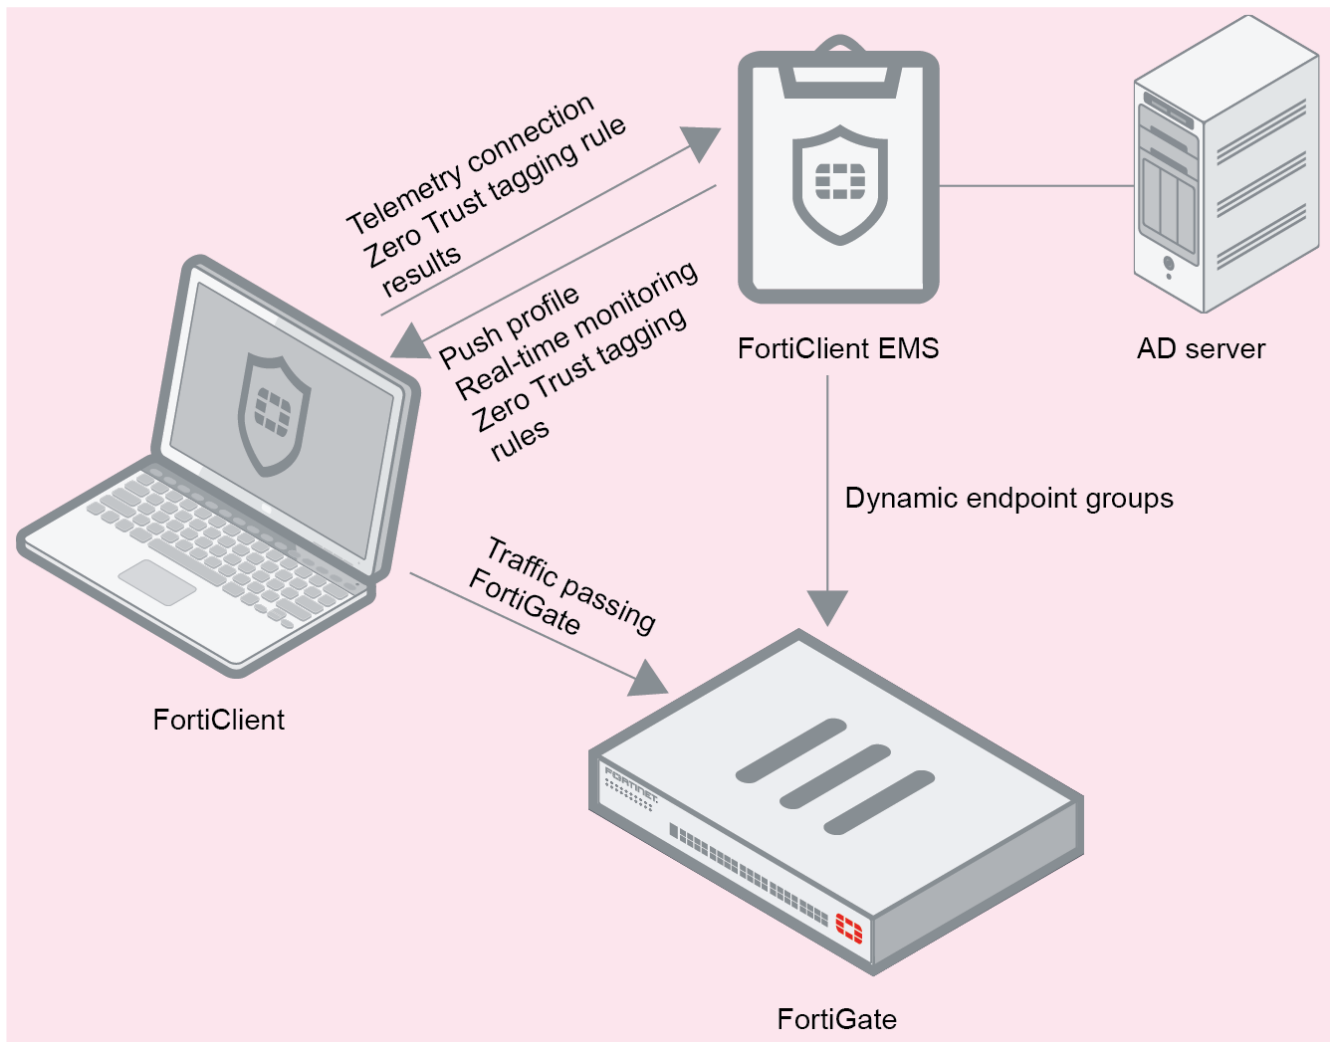 Telemetry connection
Zero Trust tagging rule
results
Push profile
Real-time monitoring
Zero Trust tagging
rules
FortiClient EMS
AD server
Dynamic endpoint groups
Traffic passing
FortiGate
FortiClient
FORTINET
FortiGate